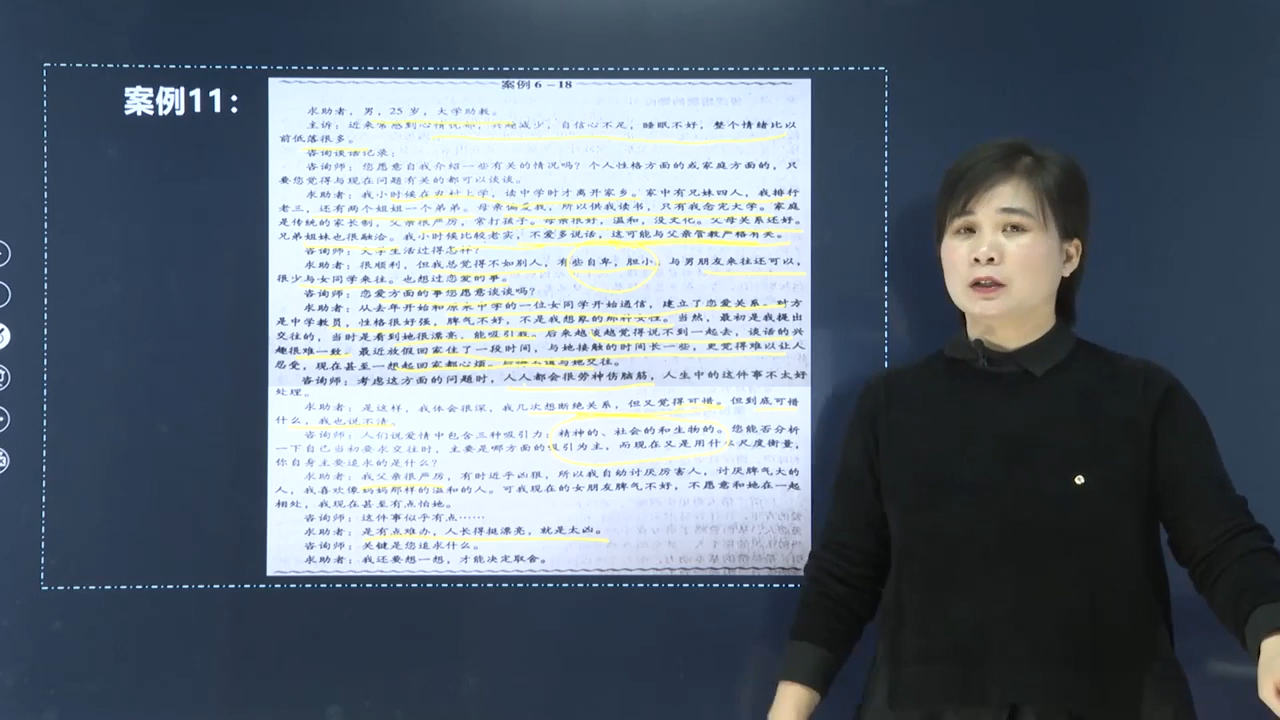 案例11：
案例 6 －18
求助者，男，25 岁，大学助教。
主诉：近来常感到心情沉郁，兴趣减少，自信心不足，睡眠不好，整个情绪比以
前低落很多。
咨询谈话记录：
咨询师：您愿意自我介绍一些有关的情况吗？个人性格方面的或家庭方面的，只
要您觉得与现在问题有关的都可以谈谈。
求助者：我小时候在农村上学，读中学时才离开家乡。家中有兄妹四人，我排行
老三，还有两个姐姐一个弟弟。母亲偏爱我，所以供我读书，只有我念完大学。家庭
是传统的家长制，父亲很严厉，常打孩子。母亲很好，温和，没文化。父母关系还好。
兄弟姐妹也很融洽。我小时候比较老实，不爱多说话，这可能与父亲管教严格有关。
咨询师：大学生活过得怎样？
求助者：很顺利，但我总觉得不如别人，有些自卑，胆小，与男朋友来往还可以，
很少与女同学来往。也想过恋爱的事。
咨询师：恋爱方面的事您愿意谈谈吗？
求助者：从去年开始和原来中学的一位女同学开始通信，建立了恋爱关系。对方
是中学教员，性格很好强，脾气不好，不是我想象的那种女性。当然，最初是我提出
交往的，当时是看到她很漂亮，能吸引我。后来越谈越觉得说不到一起去，谈话的兴
趣很难一致。最近放假回家住了一段时间，与她接触的时间长一些，更觉得难以让人
忍受，现在甚至一想起回家都心烦。后悔不该与她交往。
咨询师：考虑这方面的问题时，人人都会很劳神伤脑筋，人生中的这件事不太好
处理。
求助者：是这样，我体会很深，我几次想断绝关系，但又觉得可惜。但到底可惜
什么，我也说不清。
咨询师：人们说爱情中包含三种吸引力：精神的、社会的和生物的。您能否分析
一下自己当初要求交往时，主要是哪方面的吸引为主，而现在又是用什么尺度衡量，
你自身主要追求的是什么？
求助者：我父亲很严厉，有时近乎凶狠，所以我自幼讨厌厉害人，讨厌脾气大的
人，我喜欢像妈妈那样的温和的人。可我现在的女朋友脾气不好，不愿意和她在一起
相处，我现在甚至有点怕她。
咨询师：这件事似乎有点……
求助者：是有点难办，人长得挺漂亮，就是太凶。
咨询师：关键是您追求什么。
求助者：我还要想一想，才能决定取舍。